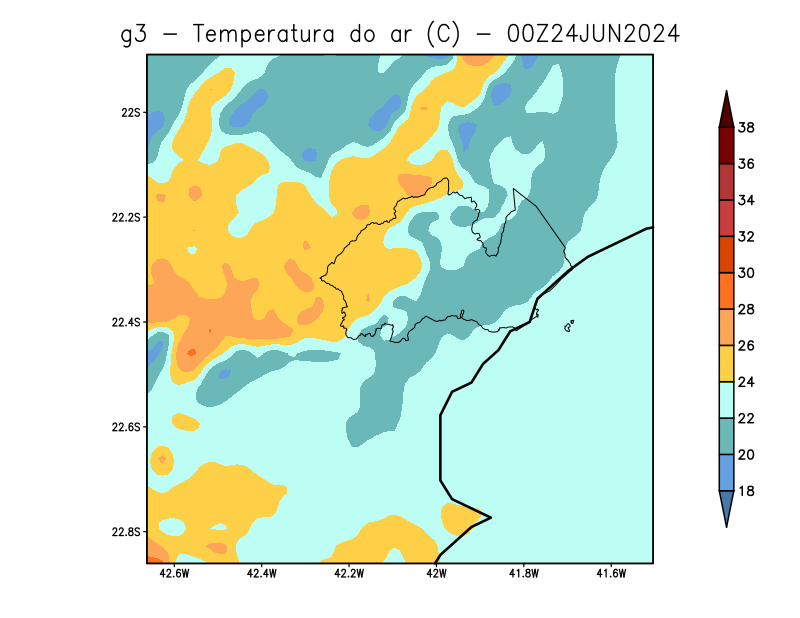 g3 – Temperatura do ar (C) – 00Z24JUN2024
22S
22.2S
22.4S
22.6S
22.8S
42.6W
42.4W
42.2W
42W
41.8W
41.6W
38
36
34
32
30
28
26
24
22
20
18